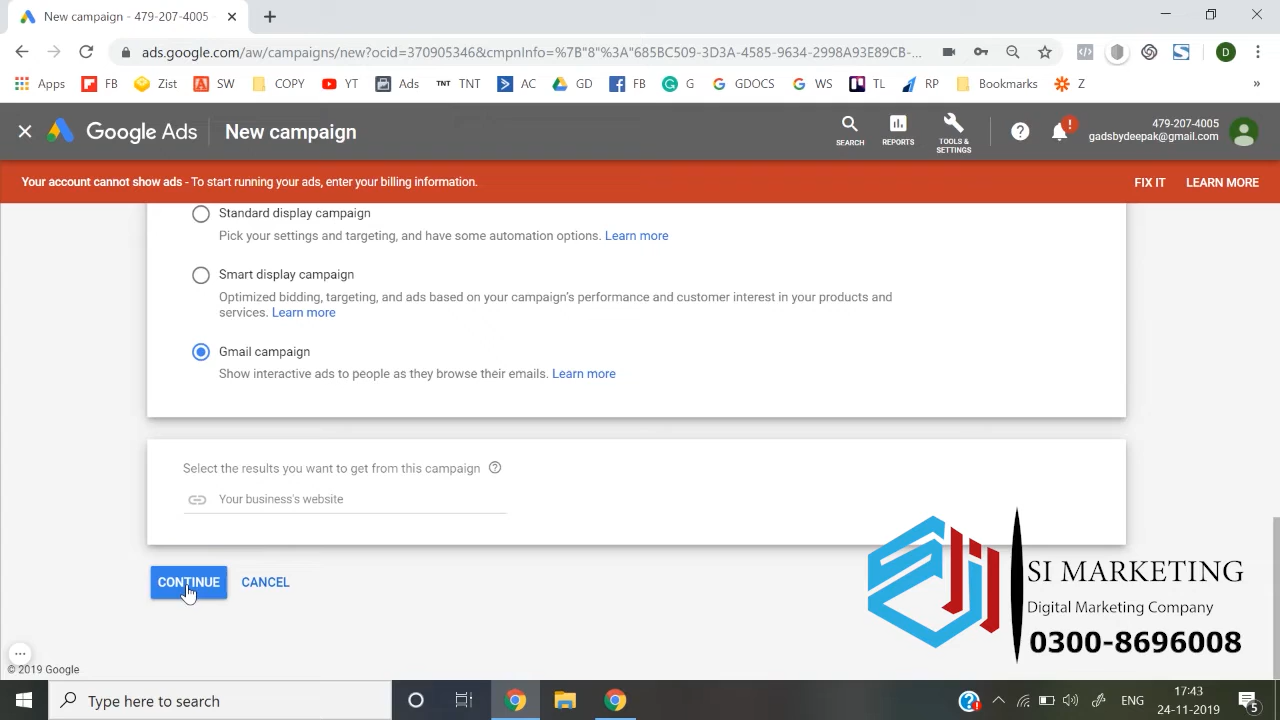 New campaign - 479-207-4005
ads.google.com/aw/campaigns/new?ocid=370905346&cmpnInfo=%7B"8"%3A"685BC509-3D3A-4585-9634-2998A93E89CB-...
D
Apps FB Zist SW COPY YT Ads TNT TNT AC GD FB G GDOCS WS TL RP Bookmarks Z »
Google Ads New campaign
SEARCH REPORTS TOOLS & SETTINGS
479-207-4005
gadsbydeepak@gmail.com
Your account cannot show ads - To start running your ads, enter your billing information. FIX IT LEARN MORE
Standard display campaign
Pick your settings and targeting, and have some automation options. Learn more
Smart display campaign
Optimized bidding, targeting, and ads based on your campaign's performance and customer interest in your products and
services. Learn more
Gmail campaign
Show interactive ads to people as they browse their emails. Learn more
Select the results you want to get from this campaign
Your business's website
CONTINUE CANCEL
SI MARKETING
Digital Marketing Company
0300-8696008
© 2019 Google
Type here to search
ENG
17:43
24-11-2019
5